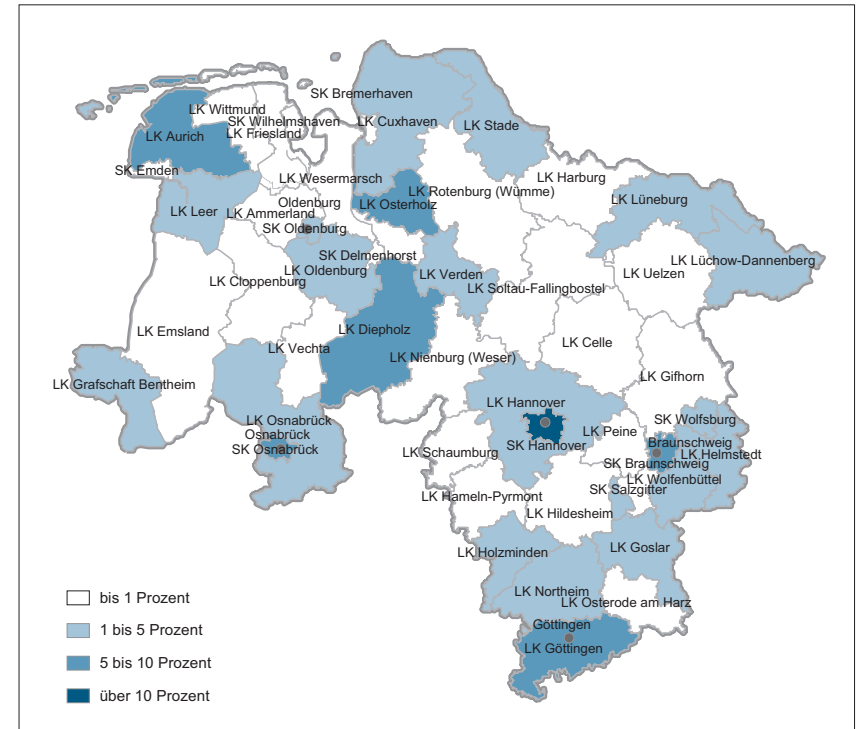 SK Bremerhaven
LK Wittmund
SK Wilhelmshaven
LK Cuxhaven
LK Stade
LK Aurich
LK Friesland
SK Emden
LK Wesermarsch
LK Harburg
LK Rotenburg (Wümme)
Oldenburg
LK Osterholz
LK Lüneburg
LK Leer
LK Ammerland
SK Oldenburg
SK Delmenhorst
LK Oldenburg
LK Verden
LK Uelzen
LK Lüchow-Dannenberg
LK Cloppenburg
LK Soltau-Fallingbostel
LK Emsland
LK Diepholz
LK Vechta
LK Nienburg (Weser)
LK Celle
LK Gifhorn
LK Grafschaft Bentheim
LK Hannover
LK Osnabrück
Osnabrück
SK Osnabrück
SK Hannover
LK Peine
SK Wolfsburg
Braunschweig
LK Schaumburg
LK Helmstedt
SK Braunschweig
LK Wolfenbüttel
SK Salzgitter
LK Hameln-Pyrmont
LK Hildesheim
LK Holzminden
LK Goslar
LK Northeim
LK Osterode am Harz
Göttingen
LK Göttingen
bis 1 Prozent
1 bis 5 Prozent
5 bis 10 Prozent
über 10 Prozent